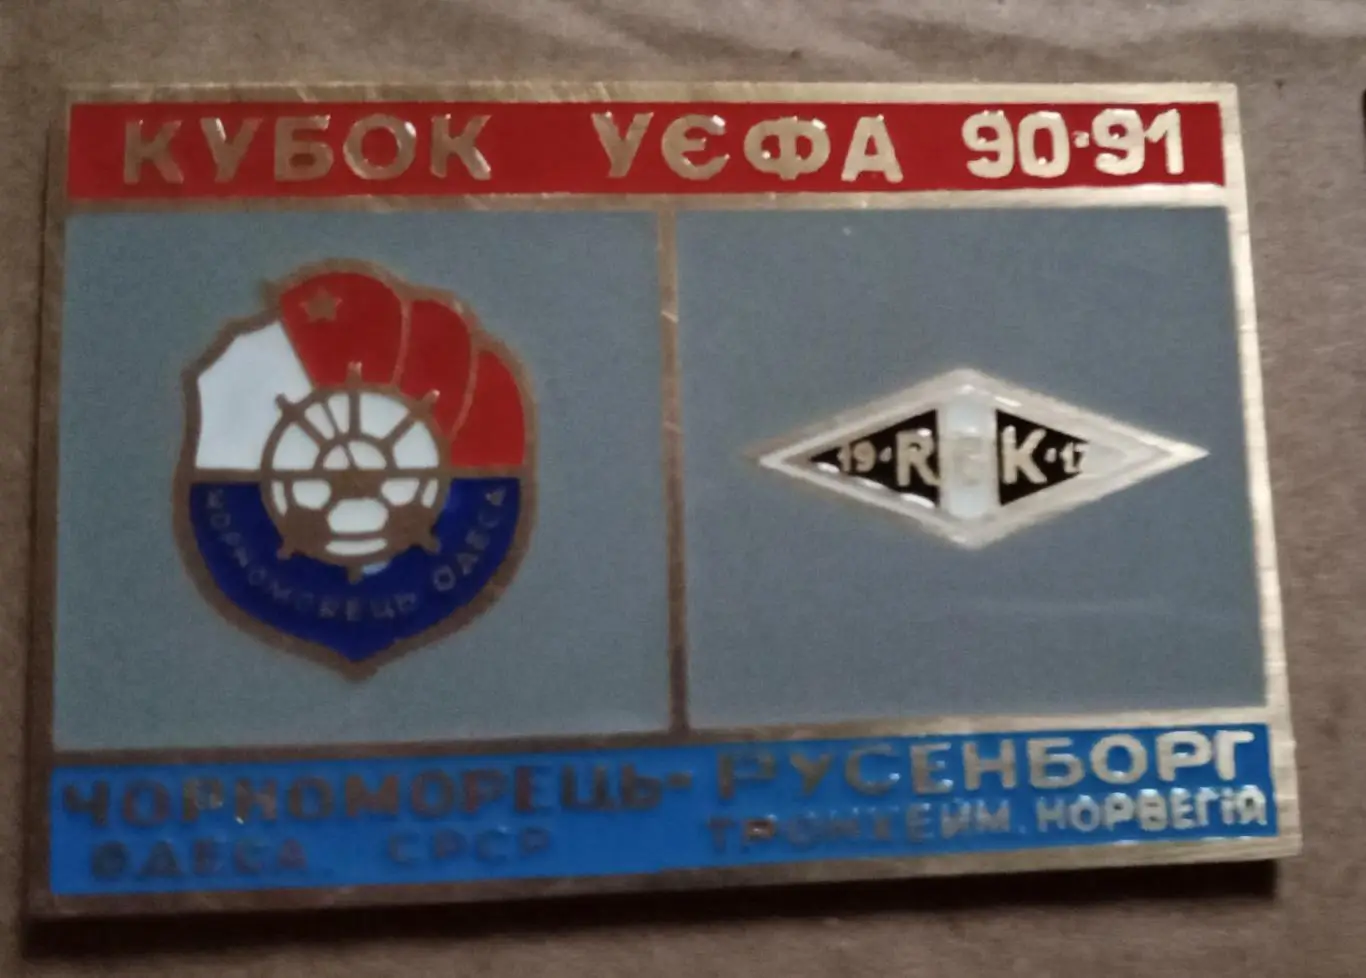 КУБОК УЄФА 90-91
ЧОРНОМОРЕЦЬ ОДЕСА
19·RBK·17
ЧОРНОМОРЕЦЬ- РУСЕНБОРГ
ОДЕСА. СРСР ТРОНХЕЙМ. НОРВЕГІЯ